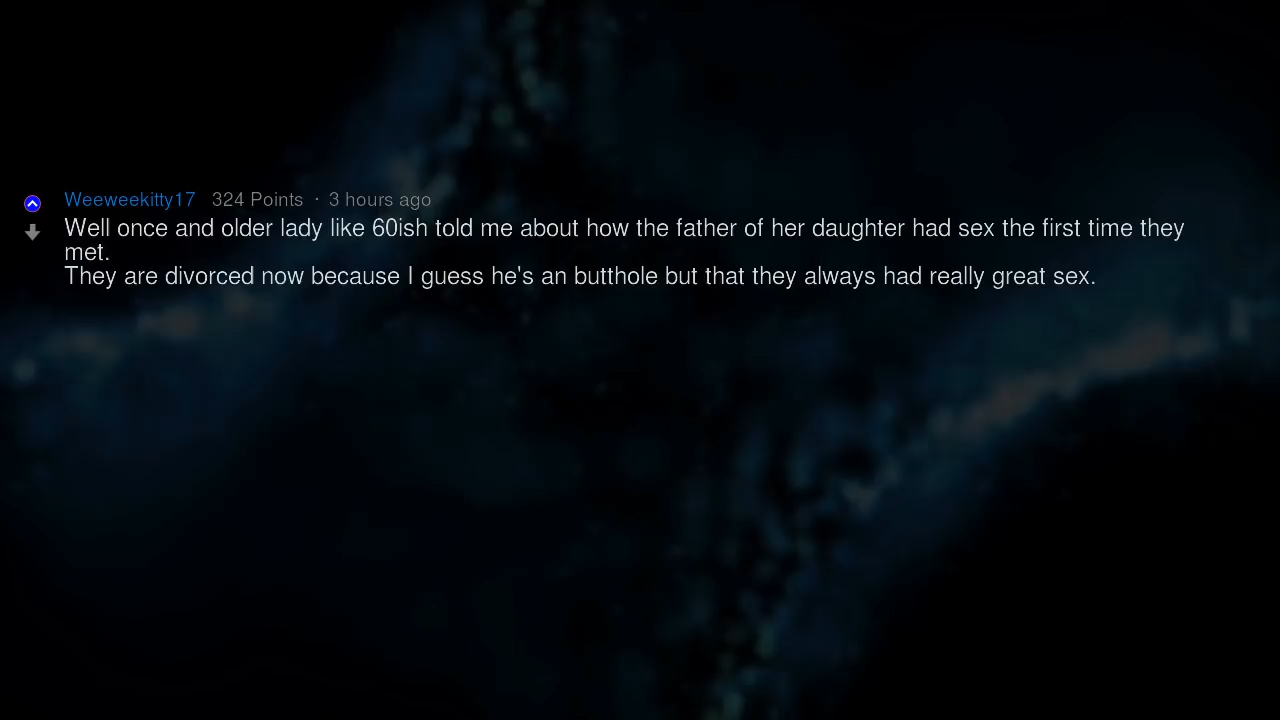 Weeweekitty17 324 Points · 3 hours ago
Well once and older lady like 60ish told me about how the father of her daughter had sex the first time they
met.
They are divorced now because I guess he's an butthole but that they always had really great sex.